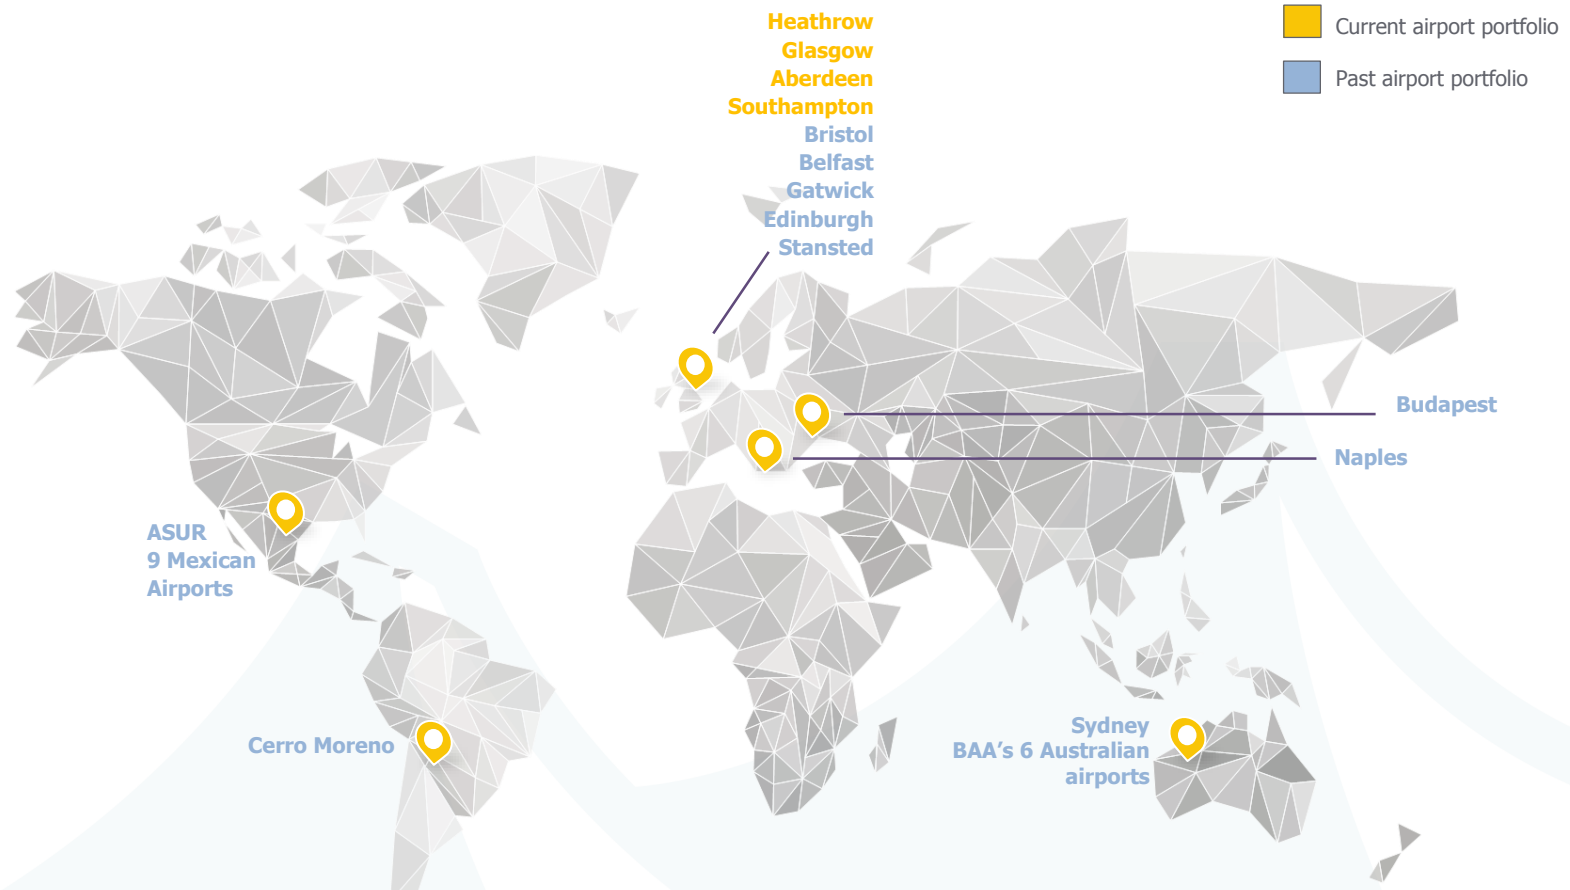 Heathrow
Glasgow
Aberdeen
Southampton
Bristol
Belfast
Gatwick
Edinburgh
Stansted
Current airport portfolio
Past airport portfolio
Budapest
Naples
ASUR
9 Mexican
Airports
Cerro Moreno
Sydney
BAA’s 6 Australian
airports